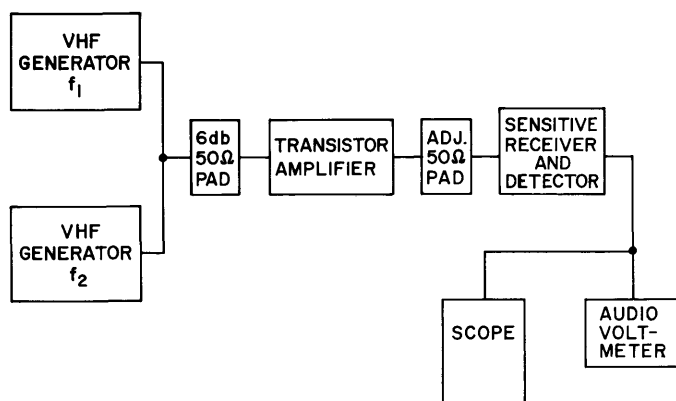 VHF
GENERATOR
f1
6db
50Ω
PAD
TRANSISTOR
AMPLIFIER
ADJ.
50Ω
PAD
SENSITIVE
RECEIVER
AND
DETECTOR
VHF
GENERATOR
f2
SCOPE
AUDIO
VOLT-
METER